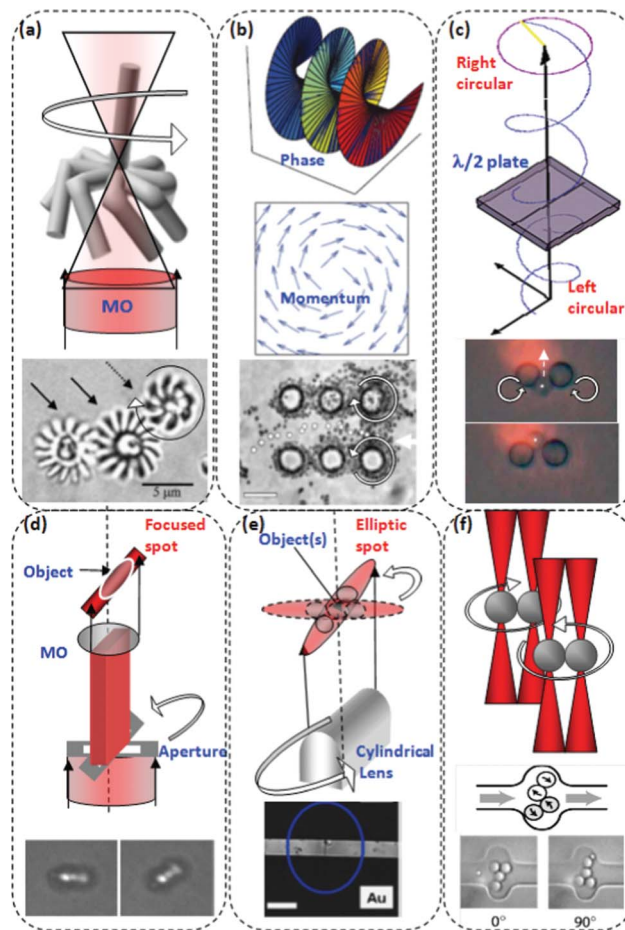 (a)
MO
5 μm
(b)
Phase
Momentum
(c)
Right
circular
λ/2 plate
Left
circular
(d)
Focused
spot
Object
MO
Aperture
(e)
Elliptic
Object(s)
spot
Cylindrical
Lens
Au
(f)
0°
90°